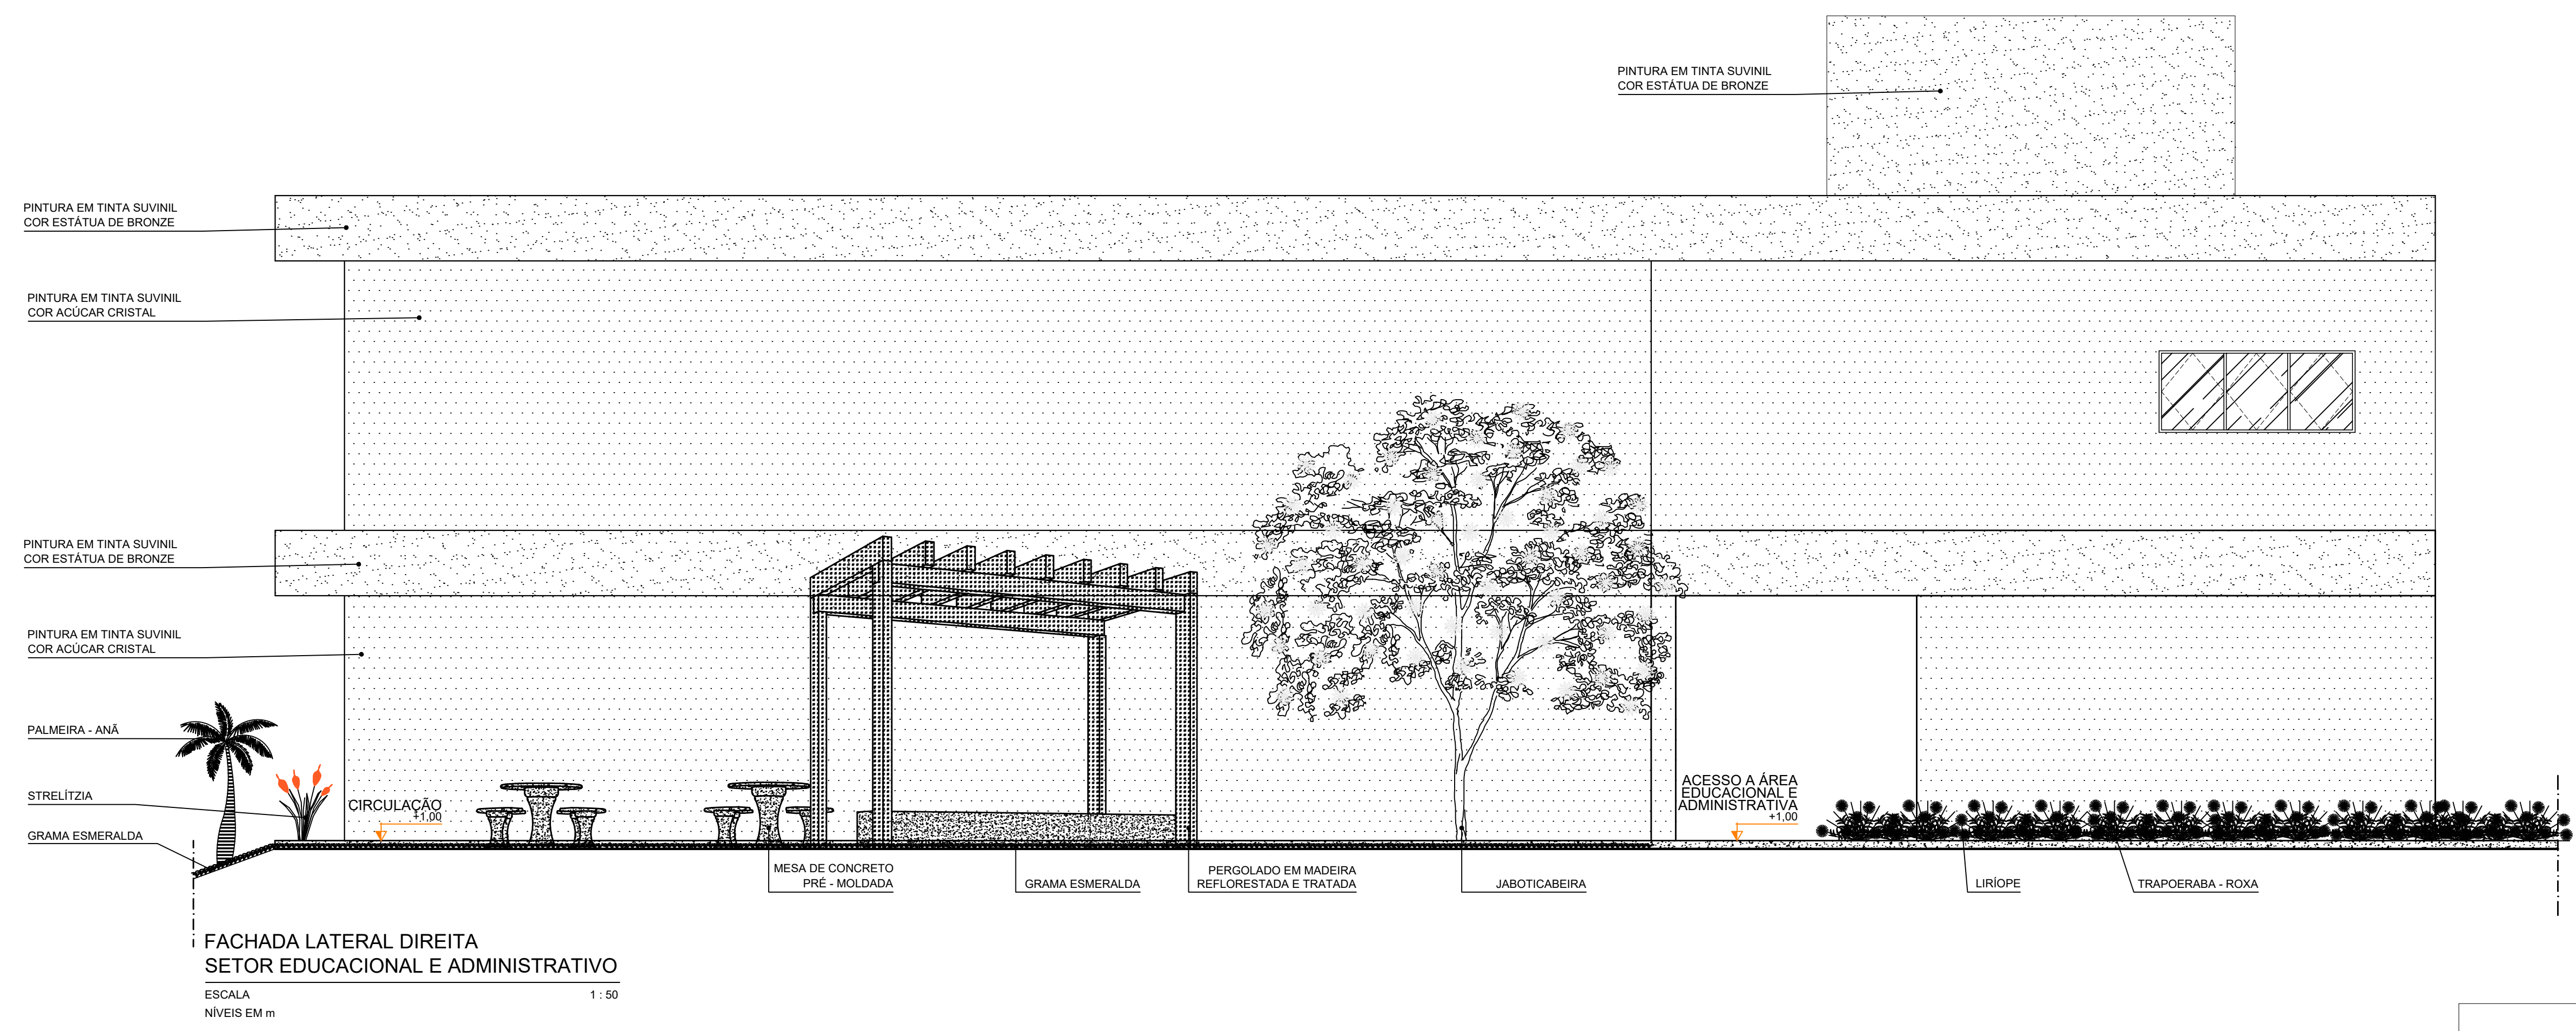 PINTURA EM TINTA SUVINIL
COR ESTÁTUA DE BRONZE
PINTURA EM TINTA SUVINIL
COR ESTÁTUA DE BRONZE
PINTURA EM TINTA SUVINIL
COR ACÚCAR CRISTAL
PINTURA EM TINTA SUVINIL
COR ESTÁTUA DE BRONZE
PINTURA EM TINTA SUVINIL
COR ACÚCAR CRISTAL
PALMEIRA - ANÃ
STRELÍTZIA
GRAMA ESMERALDA
CIRCULAÇÃO
+1,00
ACESSO A ÁREA
EDUCACIONAL E
ADMINISTRATIVA
+1,00
MESA DE CONCRETO
PRÉ - MOLDADA
GRAMA ESMERALDA
PERGOLADO EM MADEIRA
REFLORESTADA E TRATADA
JABOTICABEIRA
LIRÍOPE
TRAPOERABA - ROXA
FACHADA LATERAL DIREITA
SETOR EDUCACIONAL E ADMINISTRATIVO
ESCALA 1 : 50
NÍVEIS EM m